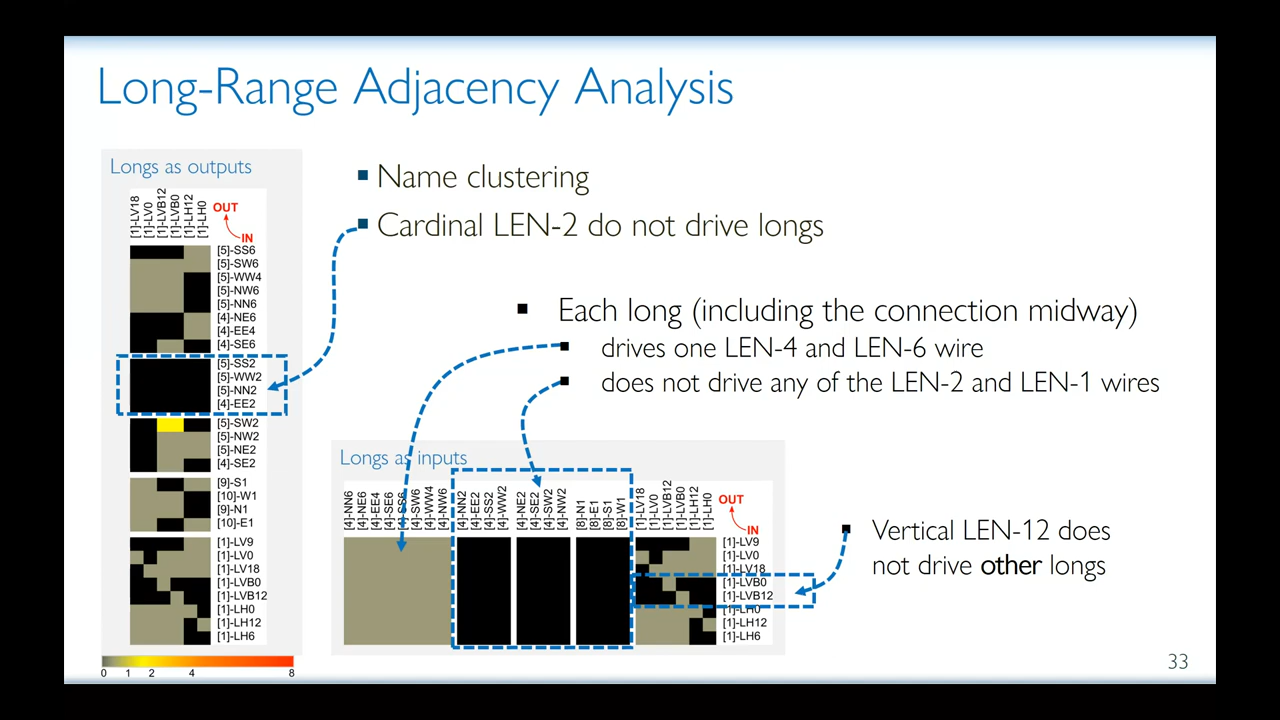 Long-Range Adjacency Analysis
Longs as outputs
[1]-LV18
[1]-LV0
[1]-LVB12
[1]-LVB0
[1]-LH12
[1]-LH0
OUT
IN
[5]-SS6
[5]-SW6
[5]-WW4
[5]-NW6
[5]-NN6
[4]-NE6
[4]-EE4
[4]-SE6
[5]-SS2
[5]-WW2
[5]-NN2
[4]-EE2
[5]-SW2
[5]-NW2
[5]-NE2
[4]-SE2
[9]-S1
[10]-W1
[9]-N1
[10]-E1
[1]-LV9
[1]-LV0
[1]-LV18
[1]-LVB0
[1]-LVB12
[1]-LH0
[1]-LH12
[1]-LH6
0 1 2 4 8
Name clustering
Cardinal LEN-2 do not drive longs
Each long (including the connection midway)
drives one LEN-4 and LEN-6 wire
does not drive any of the LEN-2 and LEN-1 wires
Longs as inputs
[4]-NN6
[4]-NE6
[4]-EE4
[4]-SE6
[4]-SS6
[4]-SW6
[4]-WW4
[4]-NW6
[4]-NN2
[4]-EE2
[4]-SS2
[4]-WW2
[4]-NE2
[4]-SE2
[4]-SW2
[4]-NW2
[8]-N1
[8]-E1
[8]-S1
[8]-W1
[1]-LV18
[1]-LV0
[1]-LVB12
[1]-LVB0
[1]-LH12
[1]-LH0
OUT
IN
[1]-LV9
[1]-LV0
[1]-LV18
[1]-LVB0
[1]-LVB12
[1]-LH0
[1]-LH12
[1]-LH6
Vertical LEN-12 does
not drive other longs
33